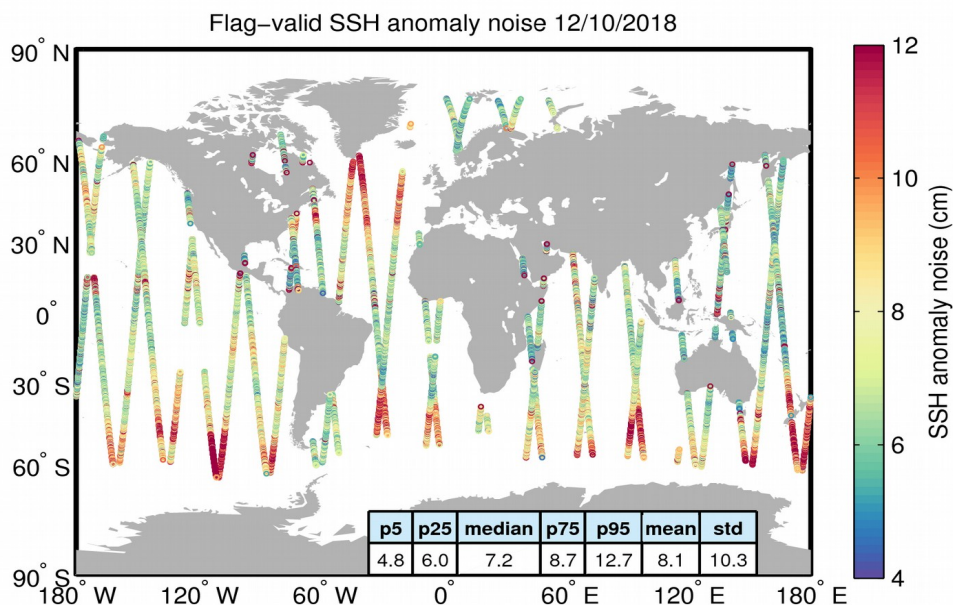 Flag−valid SSH anomaly noise 12/10/2018
90° N
60° N
30° N
0°
30° S
60° S
90° S
180° W 120° W 60° W 0° 60° E 120° E 180° E
p5 p25 median p75 p95 mean std
4.8 6.0 7.2 8.7 12.7 8.1 10.3
12
10
8
6
4
SSH anomaly noise (cm)